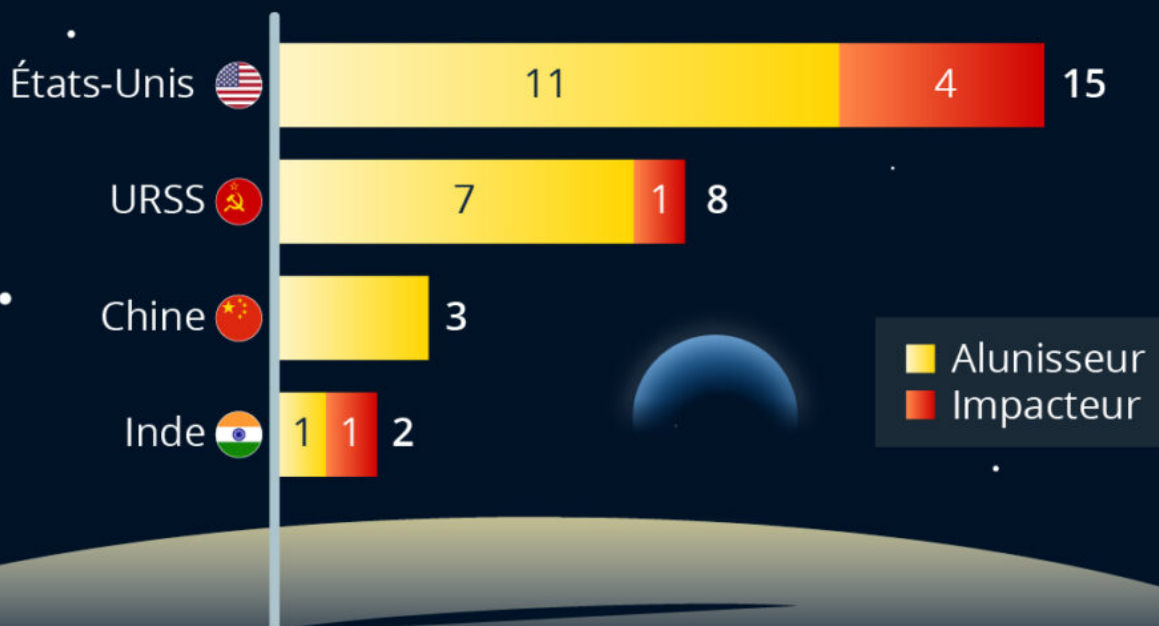 États-Unis 11 4 15
URSS 7 1 8
Chine 3
Alunisseur
Impacteur
Inde 1 1 2